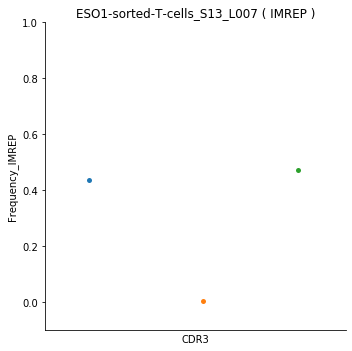 ESO1-sorted-T-cells_S13_L007 ( IMREP )
1.0
0.8
0.6
0.4
0.2
0.0
Frequency_IMREP
CDR3